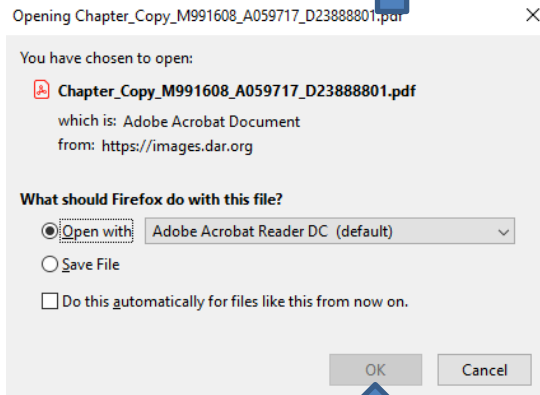 Opening Chapter_Copy_M991608_A059717_D23888801.pdf
You have chosen to open:
Chapter_Copy_M991608_A059717_D23888801.pdf
which is: Adobe Acrobat Document
from: https://images.dar.org
What should Firefox do with this file?
Open with Adobe Acrobat Reader DC (default)
Save File
Do this automatically for files like this from now on.
OK Cancel